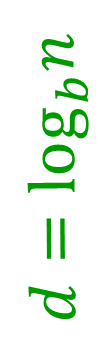 d = log_b n